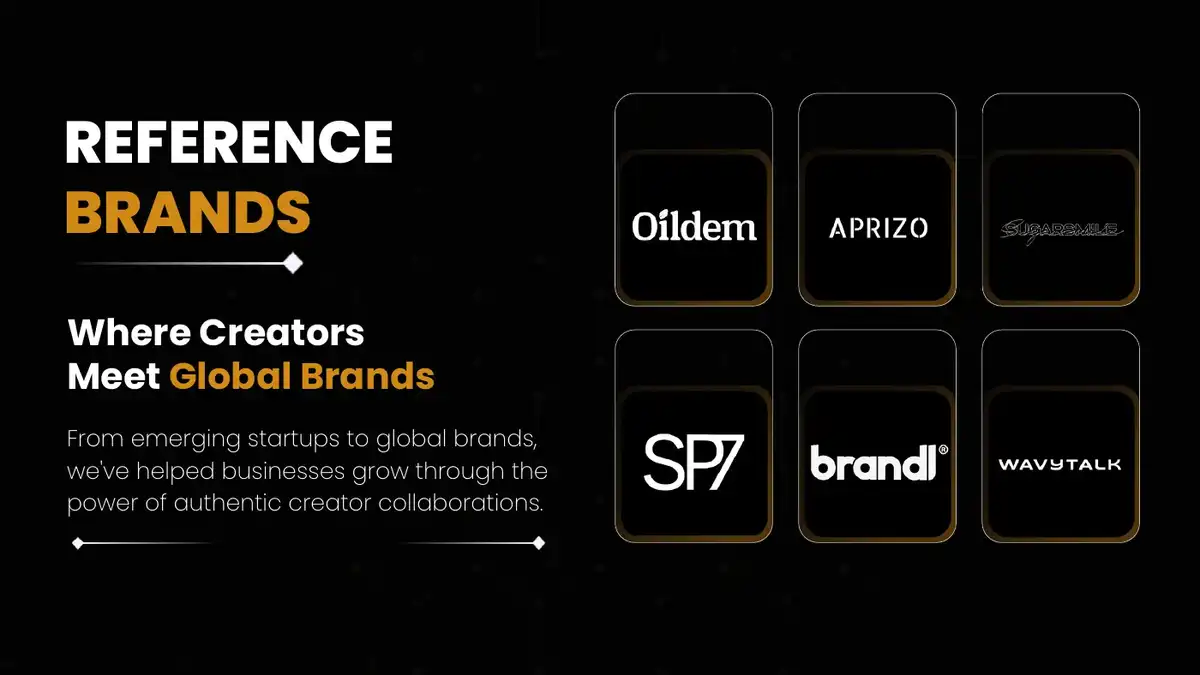 REFERENCE
BRANDS
Where Creators
Meet Global Brands
From emerging startups to global brands,
we've helped businesses grow through the
power of authentic creator collaborations.
Oildem
APRIZO
SUGARSMILE
SP7
brandl®
WAVYTALK